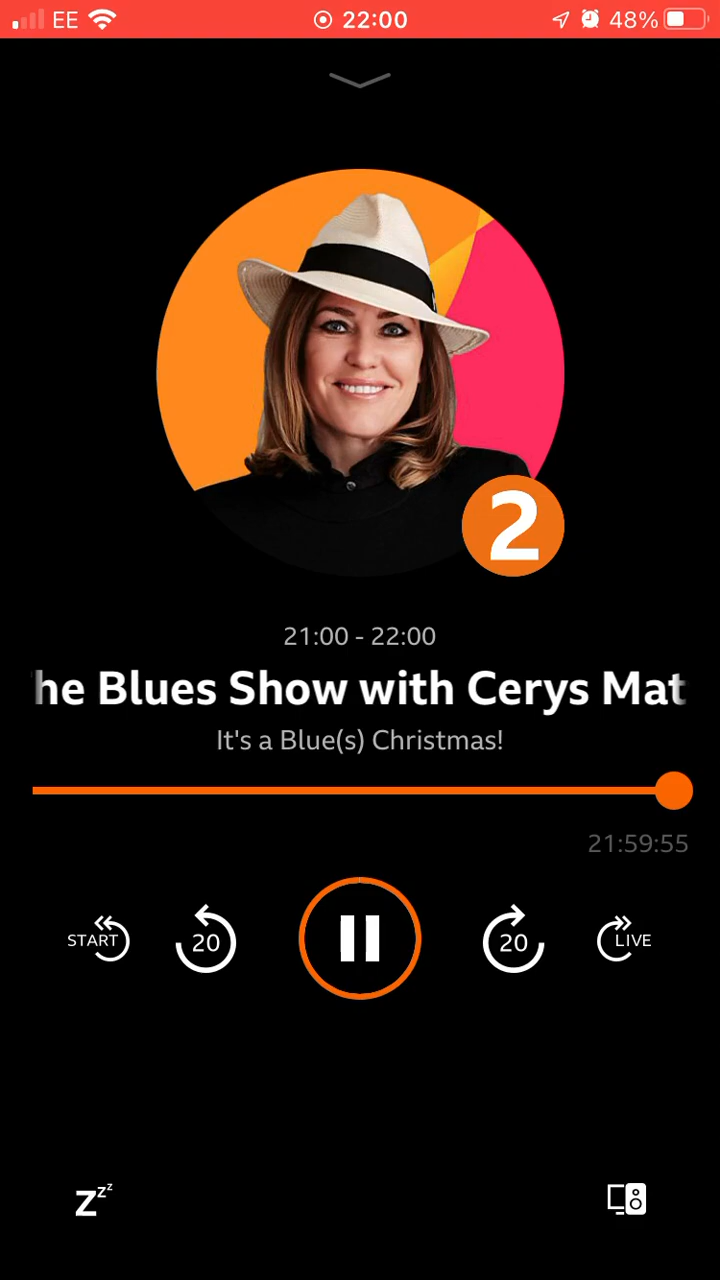 EE 22:00 48%
2
21:00 - 22:00
he Blues Show with Cerys Mat
It's a Blue(s) Christmas!
21:59:55
START 20 20 LIVE
Zzz